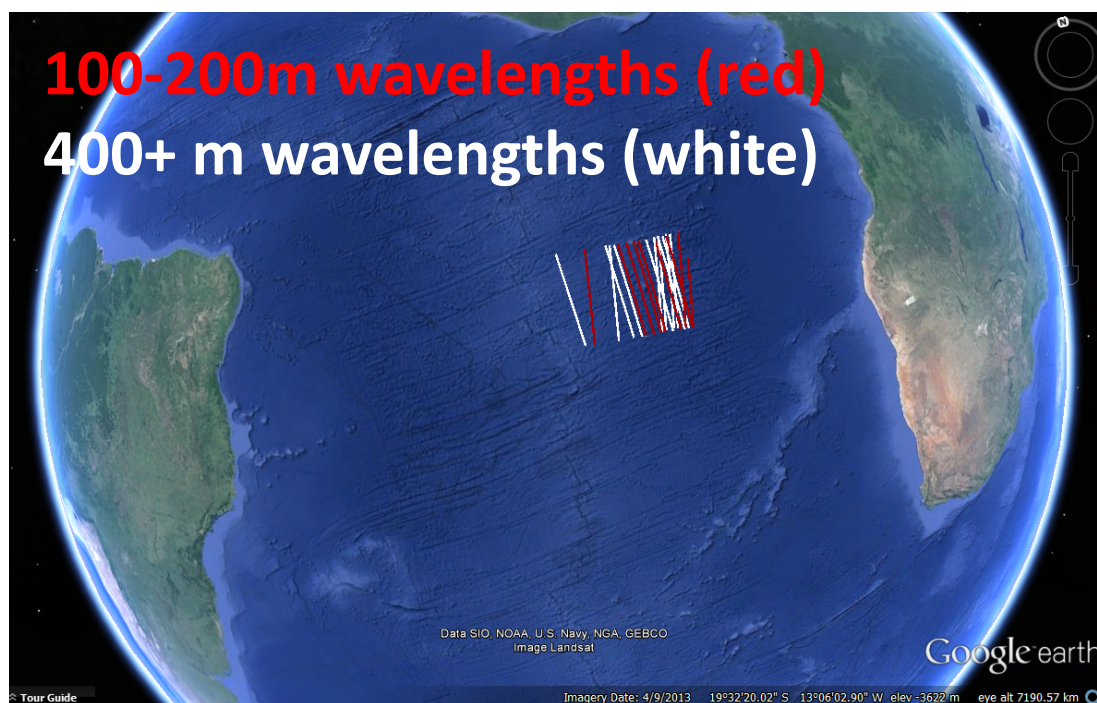 100-200m wavelengths (red)
400+ m wavelengths (white)
N
Data SIO, NOAA, U.S. Navy, NGA, GEBCO
Image Landsat
Google earth
Tour Guide
Imagery Date: 4/9/2013 19°32'20.02" S 13°06'02.90" W elev -3622 m eye alt 7190.57 km